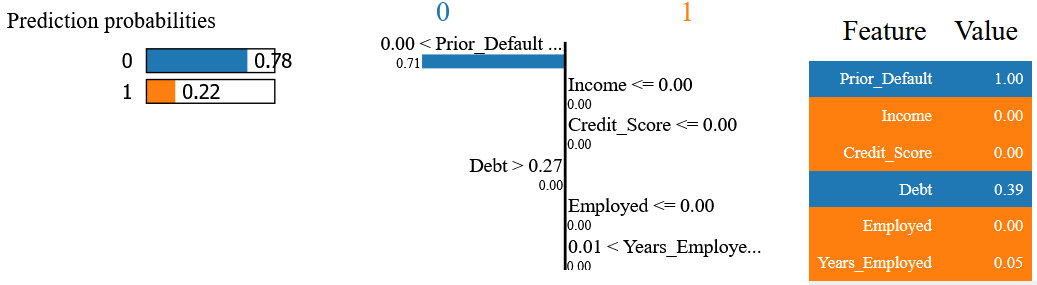 Prediction probabilities
0 0.78
1 0.22
0 1
0.00 < Prior_Default ...
0.71
Income <= 0.00
0.00
Credit_Score <= 0.00
0.00
Debt > 0.27
0.00
Employed <= 0.00
0.00
0.01 < Years_Employe...
0.00
Feature Value
Prior_Default 1.00
Income 0.00
Credit_Score 0.00
Debt 0.39
Employed 0.00
Years_Employed 0.05